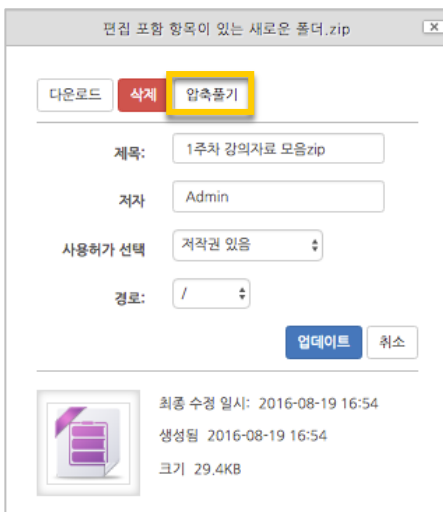 편집 포함 항목이 있는 새로운 폴더.zip
다운로드 삭제 압축풀기
제목: 1주차 강의자료 모음zip
저자 Admin
사용허가 선택 저작권 있음
경로: /
업데이트 취소
최종 수정 일시: 2016-08-19 16:54
생성됨 2016-08-19 16:54
크기 29.4KB